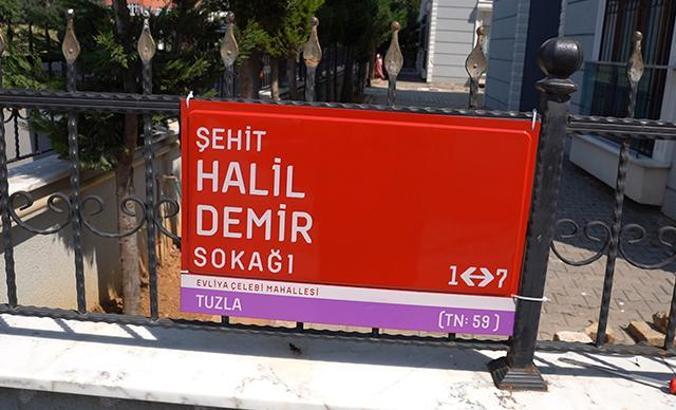 ŞEHİT
HALİL
DEMİR
SOKAĞI
1↔7
EVLİYA ÇELEBİ MAHALLESİ
TUZLA (TN: 59)